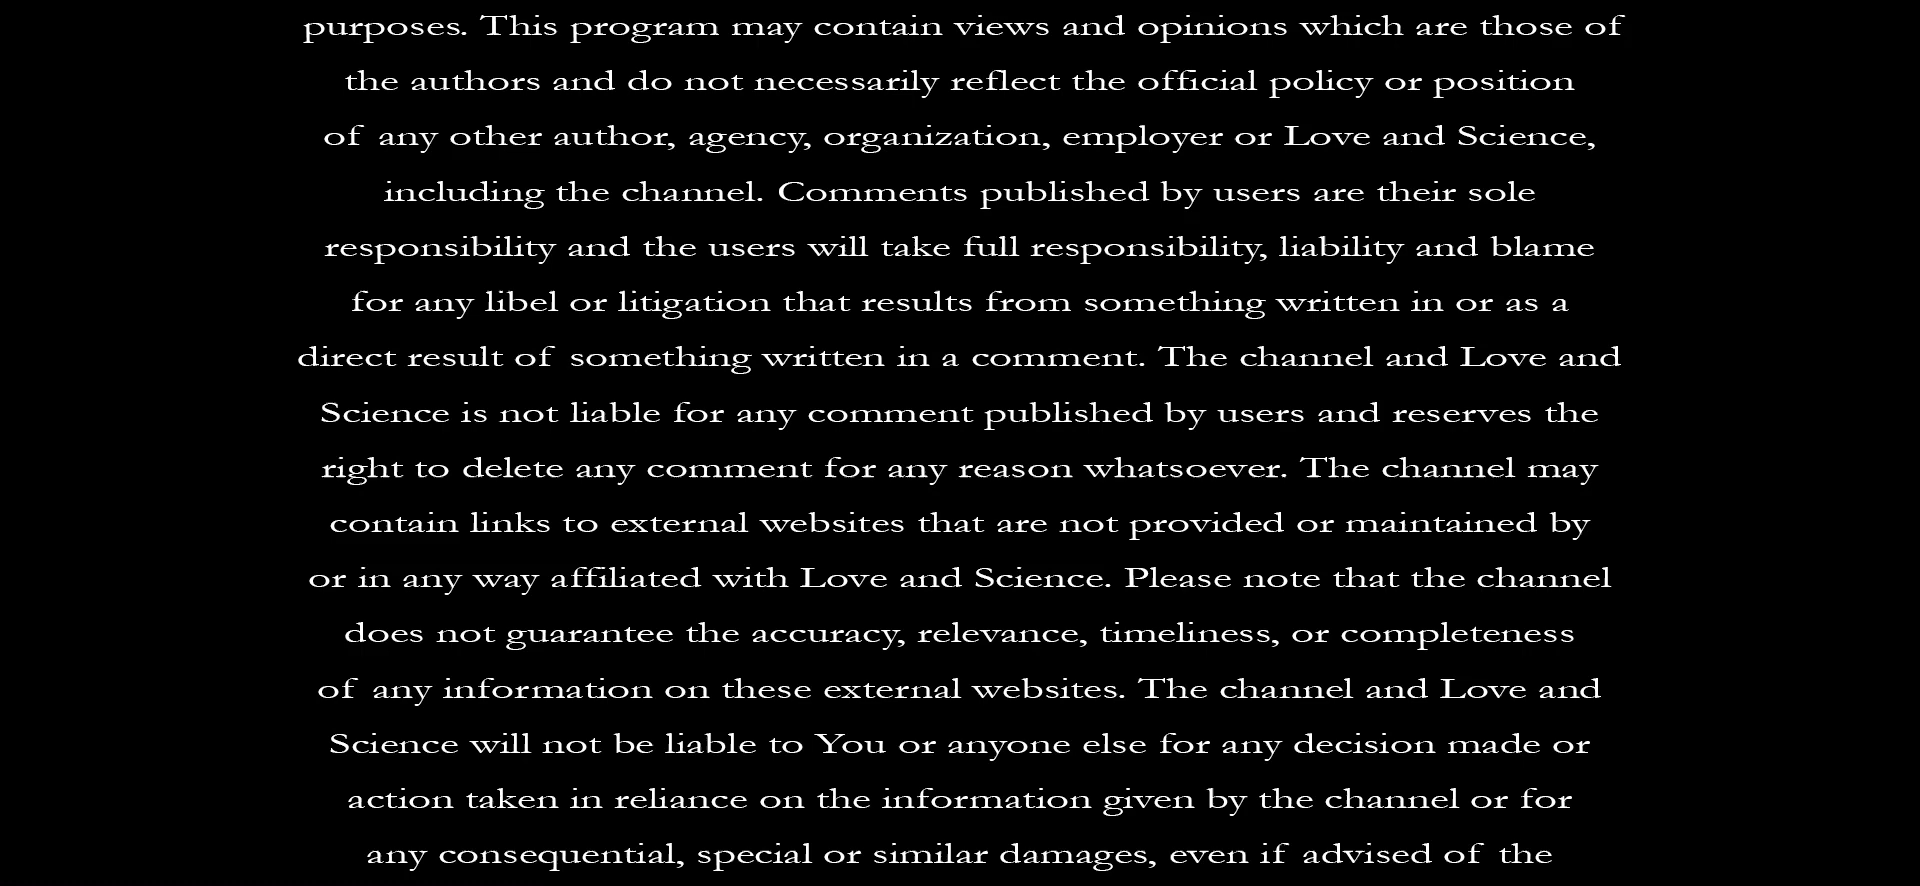 purposes. This program may contain views and opinions which are those of
the authors and do not necessarily reflect the official policy or position
of any other author, agency, organization, employer or Love and Science,
including the channel. Comments published by users are their sole
responsibility and the users will take full responsibility, liability and blame
for any libel or litigation that results from something written in or as a
direct result of something written in a comment. The channel and Love and
Science is not liable for any comment published by users and reserves the
right to delete any comment for any reason whatsoever. The channel may
contain links to external websites that are not provided or maintained by
or in any way affiliated with Love and Science. Please note that the channel
does not guarantee the accuracy, relevance, timeliness, or completeness
of any information on these external websites. The channel and Love and
Science will not be liable to You or anyone else for any decision made or
action taken in reliance on the information given by the channel or for
any consequential, special or similar damages, even if advised of the